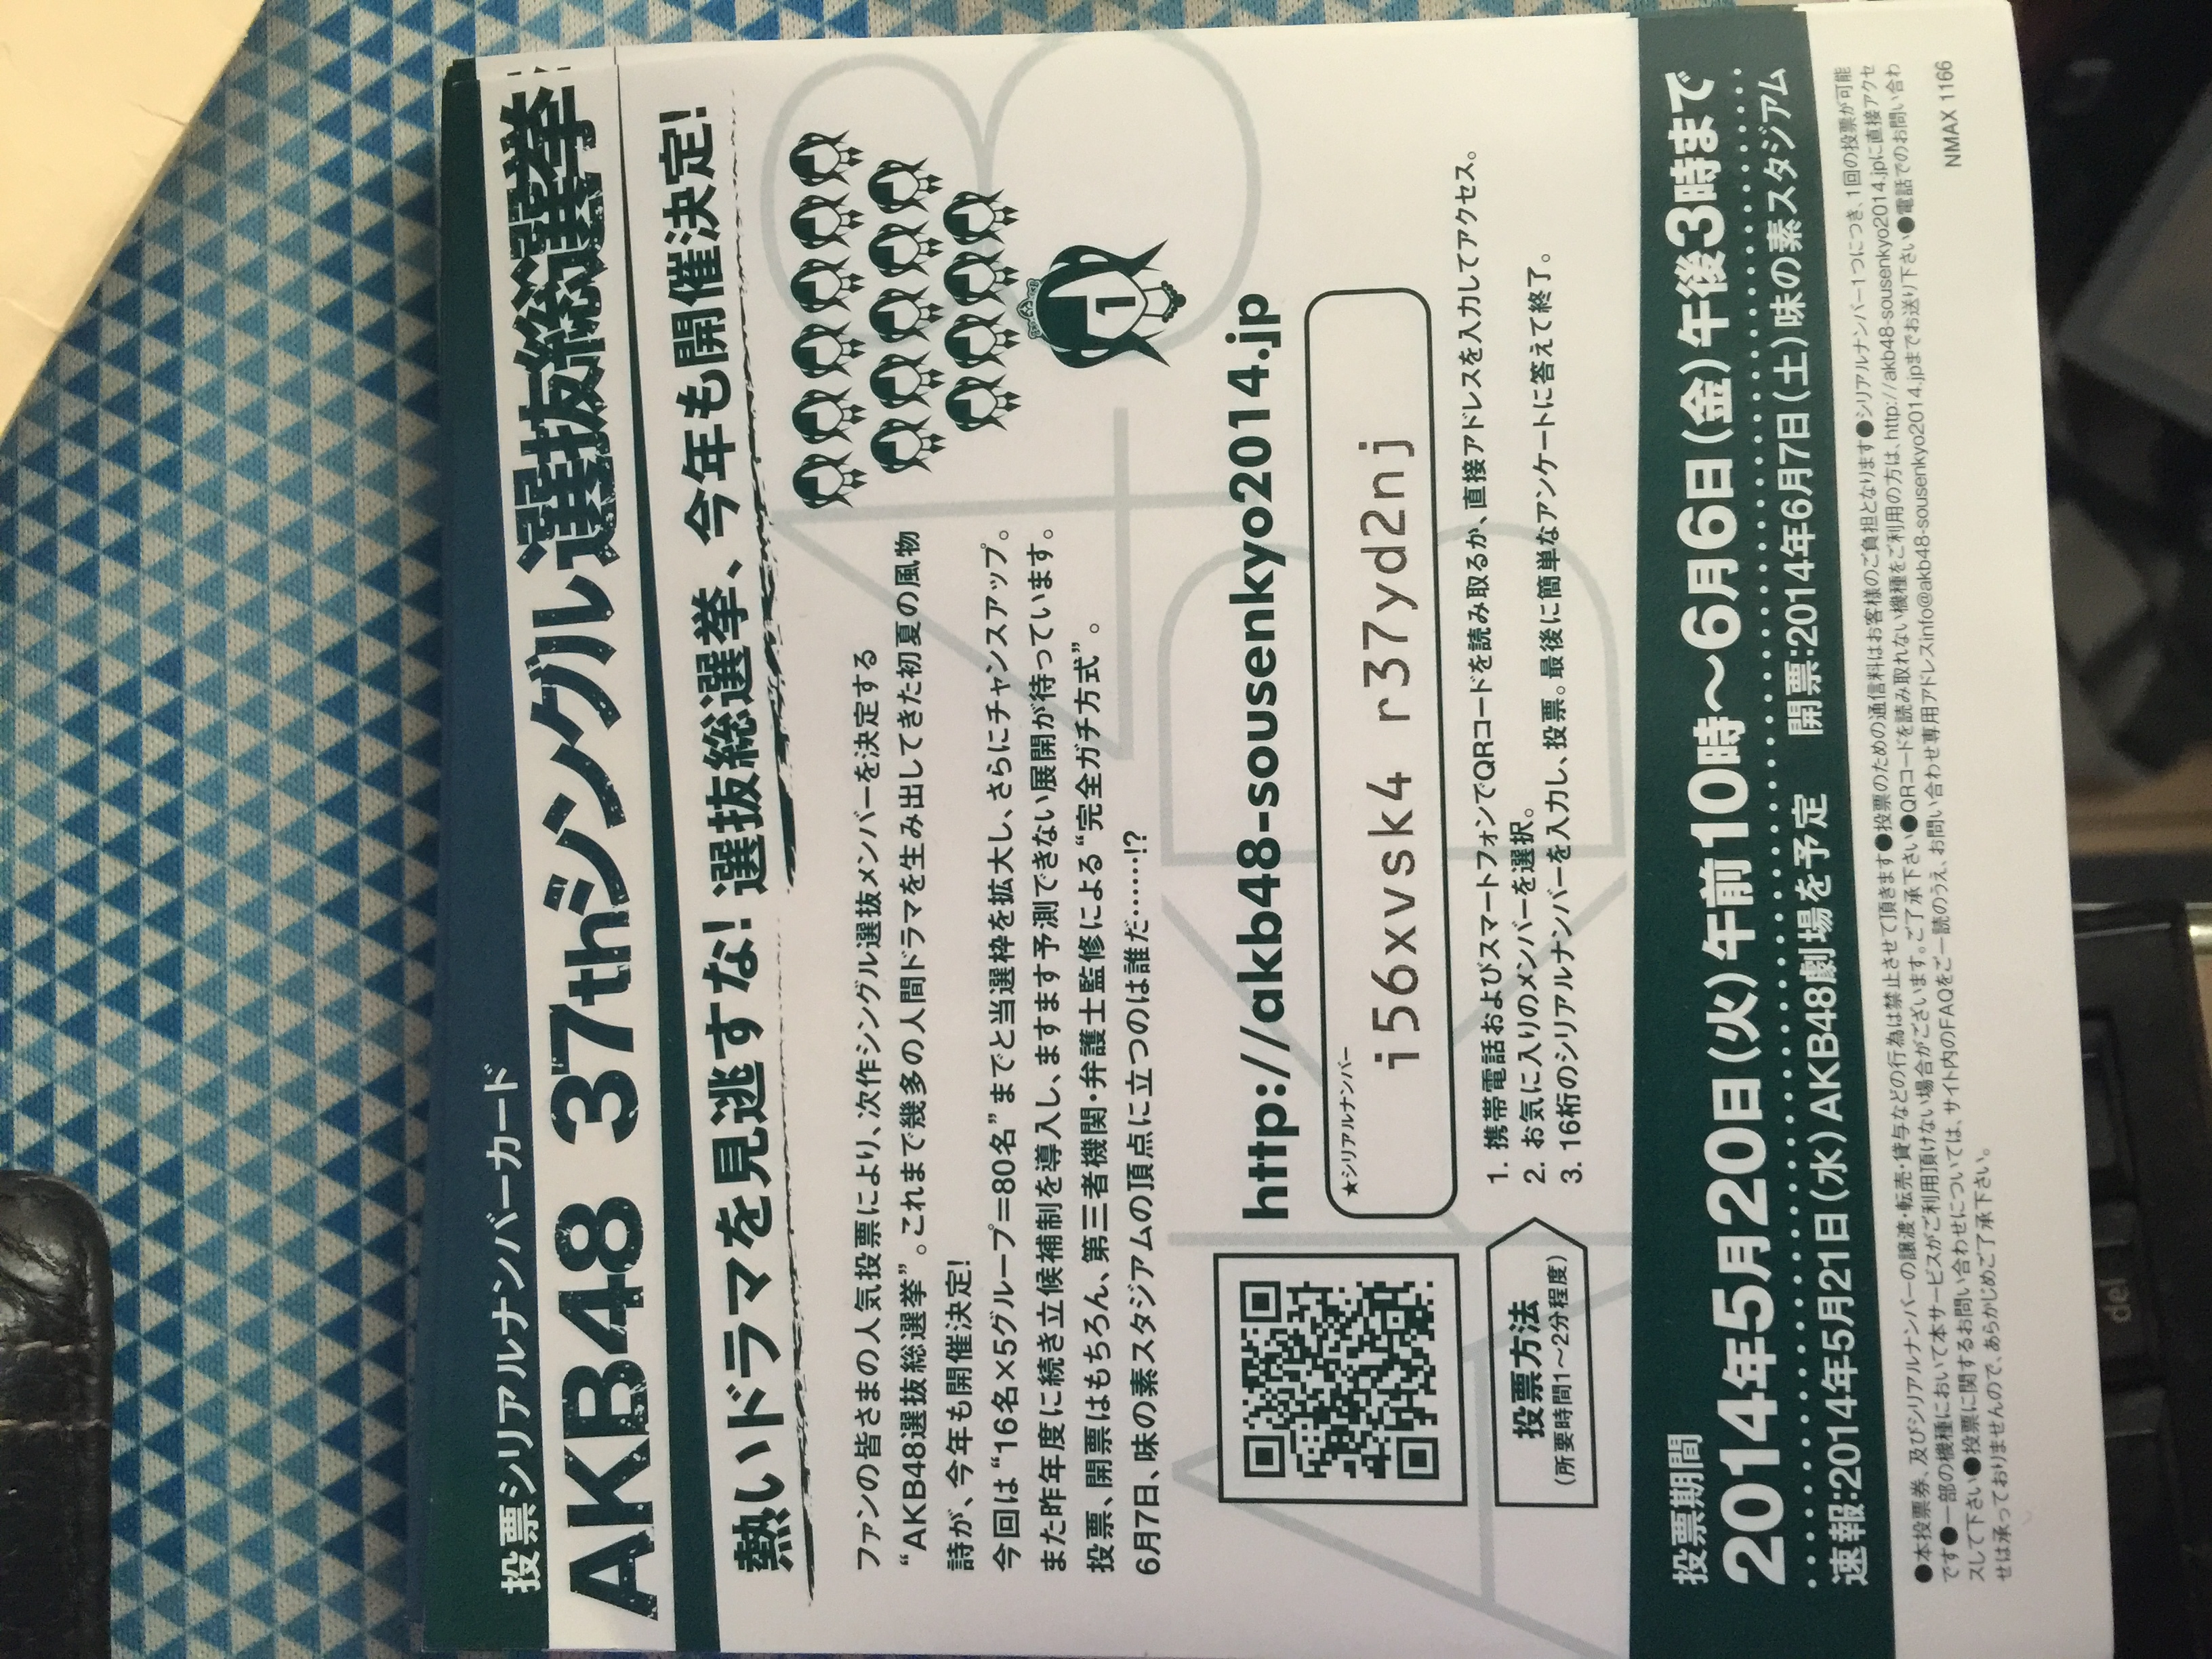 投票シリアルナンバーカード
AKB48 37thシングル選抜総選挙
熱いドラマを見逃すな! 選抜総選挙、今年も開催決定!
ファンの皆さまの人気投票により、次作シングル選抜メンバーを決定する
“AKB48選抜総選挙”。これまで幾多の人間ドラマを生み出してきた初夏の風物
詩が、今年も開催決定!
今回は“16名×5グループ=80名”までと当選枠を拡大し、さらにチャンスアップ。
また昨年度に続き立候補制を導入し、ますます予測できない展開が待っています。
投票、開票はもちろん、第三者機関・弁護士監修による“完全ガチ方式”。
6月7日、味の素スタジアムの頂点に立つのは誰だ……!?
1
AKB48
http://akb48-sousenkyo2014.jp
★シリアルナンバー
i56xvsk4 r37yd2nj
投票方法
(所要時間1〜2分程度)
1. 携帯電話およびスマートフォンでQRコードを読み取るか、直接アドレスを入力してアクセス。
2. お気に入りのメンバーを選択。
3. 16桁のシリアルナンバーを入力し、投票。最後に簡単なアンケートに答えて終了。
投票期間
2014年5月20日(火)午前10時〜6月6日(金)午後3時まで
速報:2014年5月21日(水)AKB48劇場を予定 開票:2014年6月7日(土)味の素スタジアム
●本投票券、及びシリアルナンバーの譲渡・転売・貸与などの行為は禁止させて頂きます●投票のための通信料はお客様のご負担となります●シリアルナンバー1つにつき、1回の投票が可能
です●一部の機種において本サービスがご利用頂けない場合がございます。ご了承下さい●QRコードを読み取れない機種をご利用の方は、http://akb48-sousenkyo2014.jpに直接アクセ
スして下さい●投票に関するお問い合わせについては、サイト内のFAQをご一読のうえ、お問い合わせ専用アドレスinfo@akb48-sousenkyo2014.jpまでお送り下さい●電話でのお問い合わ
せは承っておりませんので、あらかじめご了承下さい。
NMAX 1166
del